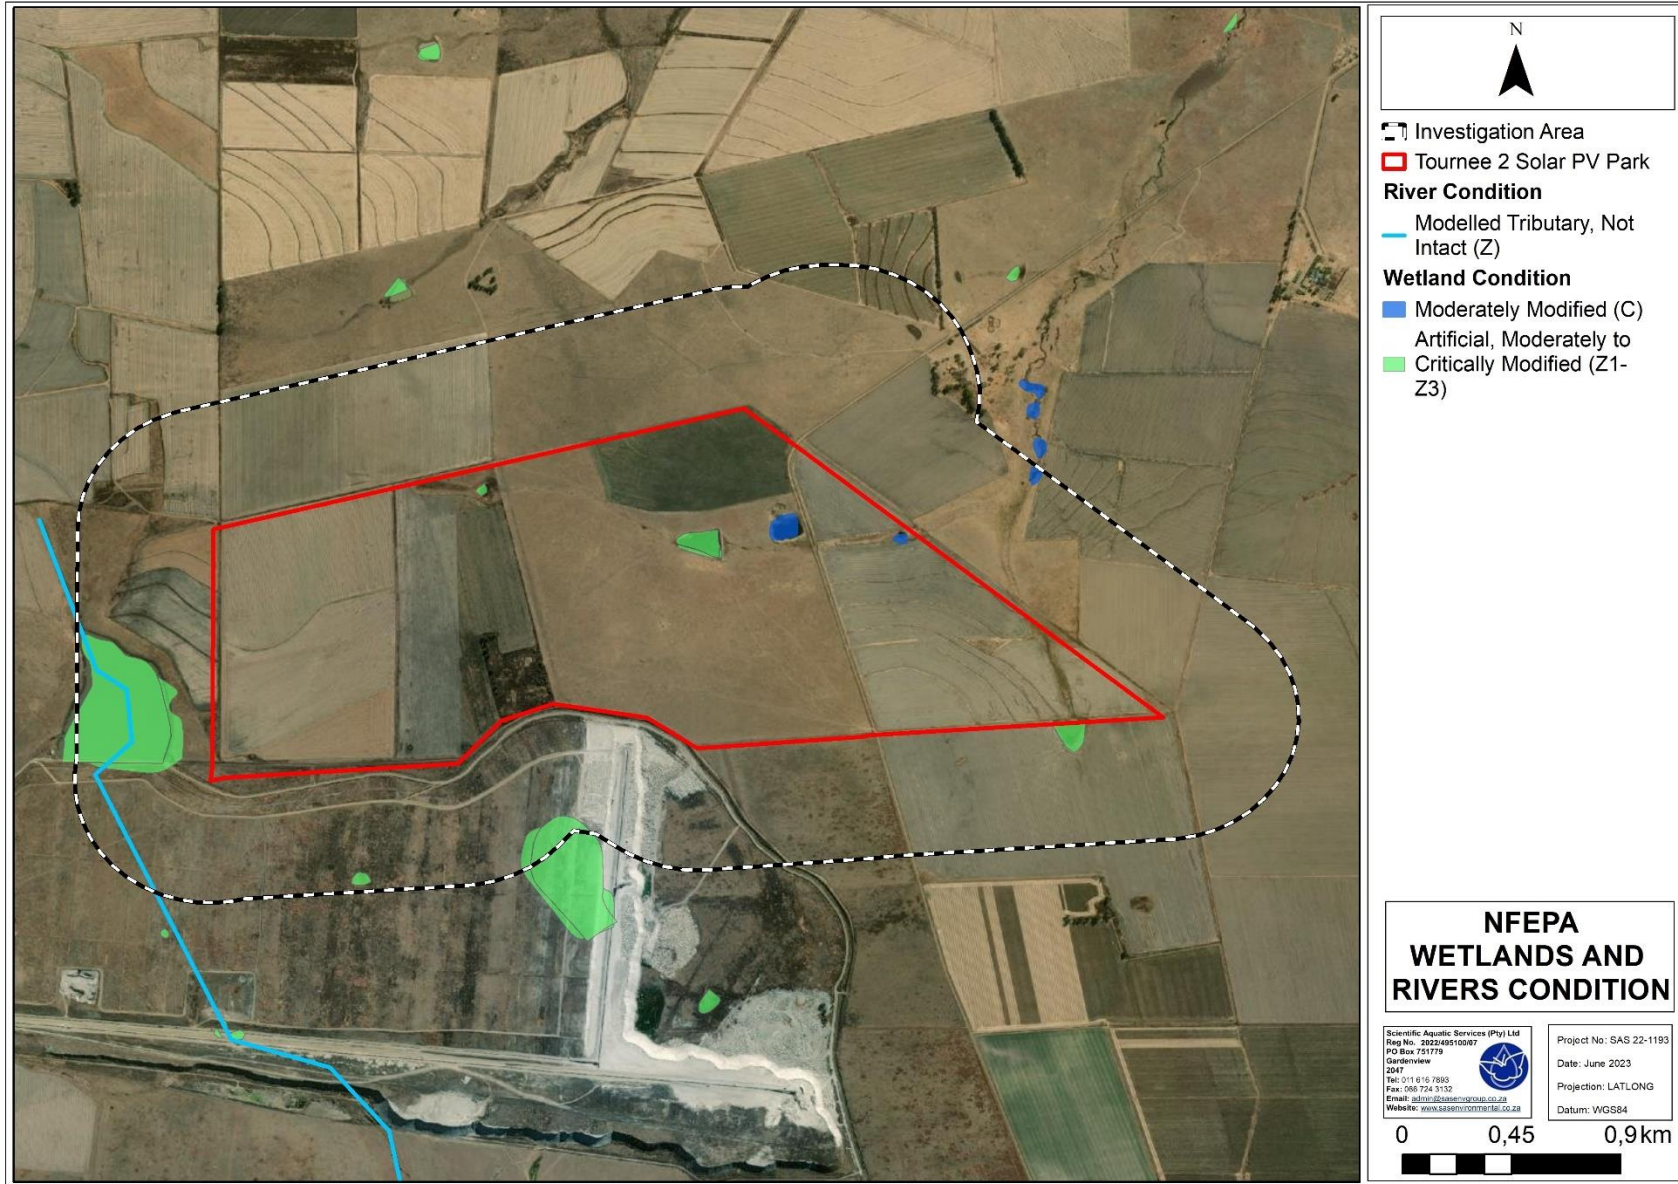 N
Investigation Area
Tournee 2 Solar PV Park
River Condition
Modelled Tributary, Not
Intact (Z)
Wetland Condition
Moderately Modified (C)
Artificial, Moderately to
Critically Modified (Z1-
Z3)
NFEPA
WETLANDS AND
RIVERS CONDITION
Scientific Aquatic Services (Pty) Ltd
Reg No. 2022/495100/07
PO Box 751779
Gardenview
2047
Tel: 011 616 7893
Fax: 086 724 3132
Email: admin@sasenvgroup.co.za
Website: www.sasenvironmental.co.za
Project No: SAS 22-1193
Date: June 2023
Projection: LATLONG
Datum: WGS84
0 0,45 0,9 km